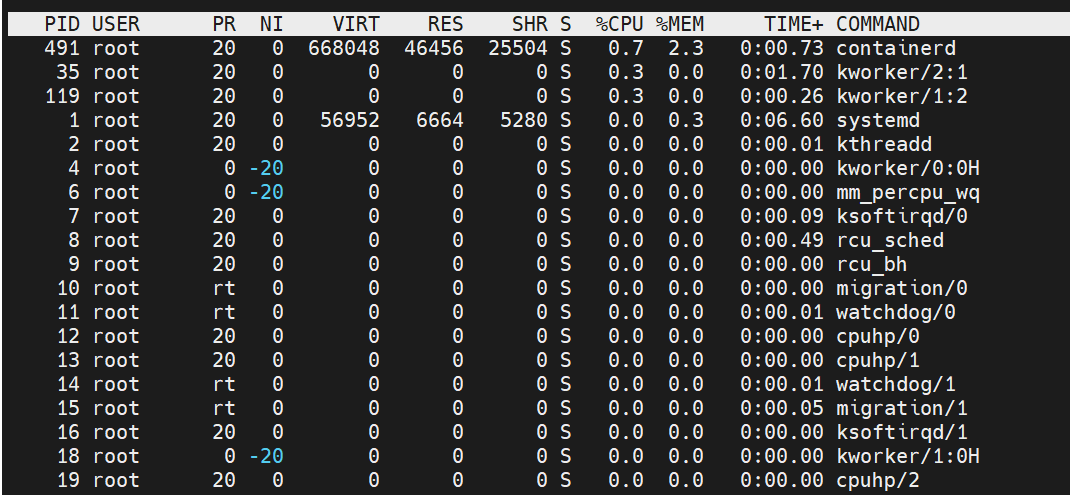 PID USER PR NI VIRT RES SHR S %CPU %MEM TIME+ COMMAND
491 root 20 0 668048 46456 25504 S 0.7 2.3 0:00.73 containerd
35 root 20 0 0 0 0 S 0.3 0.0 0:01.70 kworker/2:1
119 root 20 0 0 0 0 S 0.3 0.0 0:00.26 kworker/1:2
1 root 20 0 56952 6664 5280 S 0.0 0.3 0:06.60 systemd
2 root 20 0 0 0 0 S 0.0 0.0 0:00.01 kthreadd
4 root 0 -20 0 0 0 S 0.0 0.0 0:00.00 kworker/0:0H
6 root 0 -20 0 0 0 S 0.0 0.0 0:00.00 mm_percpu_wq
7 root 20 0 0 0 0 S 0.0 0.0 0:00.09 ksoftirqd/0
8 root 20 0 0 0 0 S 0.0 0.0 0:00.49 rcu_sched
9 root 20 0 0 0 0 S 0.0 0.0 0:00.00 rcu_bh
10 root rt 0 0 0 0 S 0.0 0.0 0:00.00 migration/0
11 root rt 0 0 0 0 S 0.0 0.0 0:00.01 watchdog/0
12 root 20 0 0 0 0 S 0.0 0.0 0:00.00 cpuhp/0
13 root 20 0 0 0 0 S 0.0 0.0 0:00.00 cpuhp/1
14 root rt 0 0 0 0 S 0.0 0.0 0:00.01 watchdog/1
15 root rt 0 0 0 0 S 0.0 0.0 0:00.05 migration/1
16 root 20 0 0 0 0 S 0.0 0.0 0:00.00 ksoftirqd/1
18 root 0 -20 0 0 0 S 0.0 0.0 0:00.00 kworker/1:0H
19 root 20 0 0 0 0 S 0.0 0.0 0:00.00 cpuhp/2